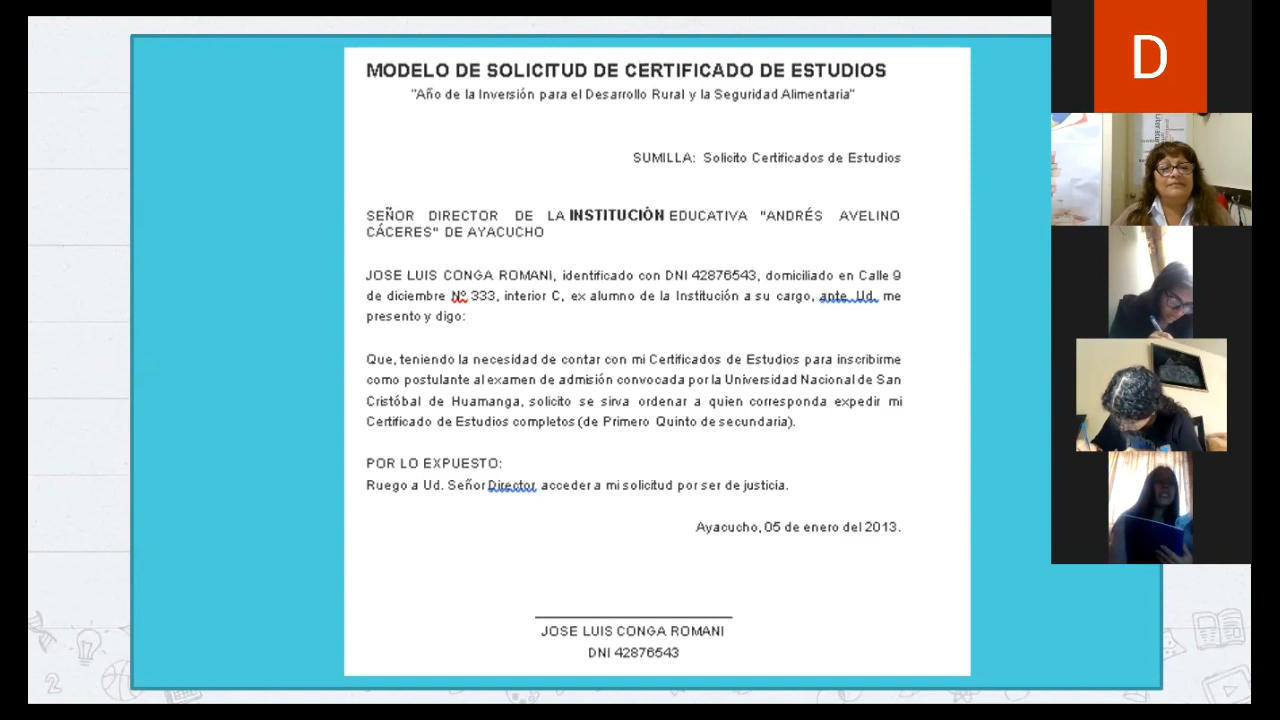 MODELO DE SOLICITUD DE CERTIFICADO DE ESTUDIOS
"Año de la Inversión para el Desarrollo Rural y la Seguridad Alimentaria"
SUMILLA: Solicito Certificados de Estudios
SEÑOR DIRECTOR DE LA INSTITUCIÓN EDUCATIVA "ANDRÉS AVELINO
CÁCERES" DE AYACUCHO
JOSE LUIS CONGA ROMANI, identificado con DNI 42876543, domiciliado en Calle 9
de diciembre Nº 333, interior C, ex alumno de la Institución a su cargo, ante Ud. me
presento y digo:
Que, teniendo la necesidad de contar con mi Certificados de Estudios para inscribirme
como postulante al examen de admisión convocada por la Universidad Nacional de San
Cristóbal de Huamanga, solicito se sirva ordenar a quien corresponda expedir mi
Certificado de Estudios completos (de Primero Quinto de secundaria).
POR LO EXPUESTO:
Ruego a Ud. Señor Director, acceder a mi solicitud por ser de justicia.
Ayacucho, 05 de enero del 2013.
JOSE LUIS CONGA ROMANI
DNI 42876543
D